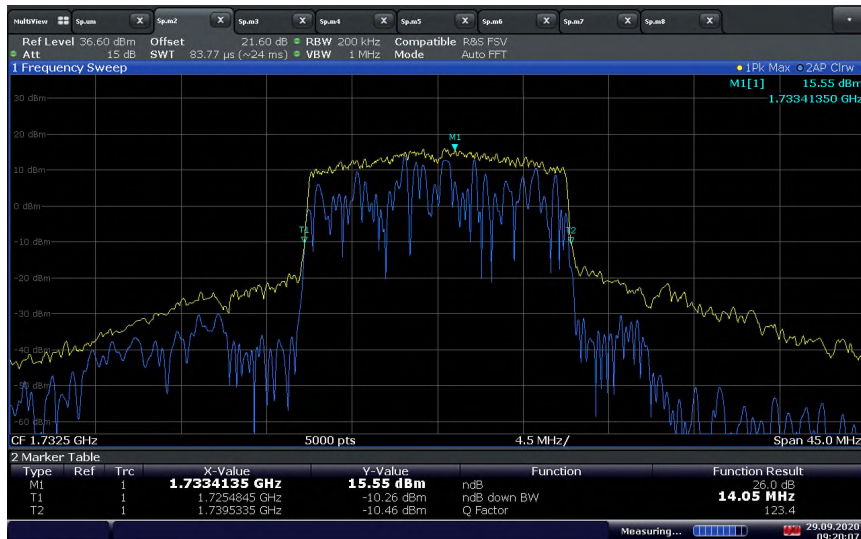 MultiView Sp.um X Sp.m2 X Sp.m3 X Sp.m4 X Sp.m5 X Sp.m6 X Sp.m7 X Sp.m8 X
Ref Level 36.60 dBm Offset 21.60 dB RBW 200 kHz Compatible R&S FSV
Att 15 dB SWT 83.77 µs (~24 ms) VBW 1 MHz Mode Auto FFT
1 Frequency Sweep 1Pk Max 2AP Clrw
M1[1] 15.55 dBm
1.73341350 GHz
30 dBm
20 dBm
M1
10 dBm
0 dBm
T1 T2
-10 dBm
-20 dBm
-30 dBm
-40 dBm
-50 dBm
-60 dBm
CF 1.7325 GHz 5000 pts 4.5 MHz/ Span 45.0 MHz
2 Marker Table
Type Ref Trc X-Value Y-Value Function Function Result
M1 1 1.7334135 GHz 15.55 dBm ndB 26.0 dB
T1 1 1.7254845 GHz -10.26 dBm ndB down BW 14.05 MHz
T2 1 1.7395335 GHz -10.46 dBm Q Factor 123.4
Measuring... 29.09.2020
09:20:07